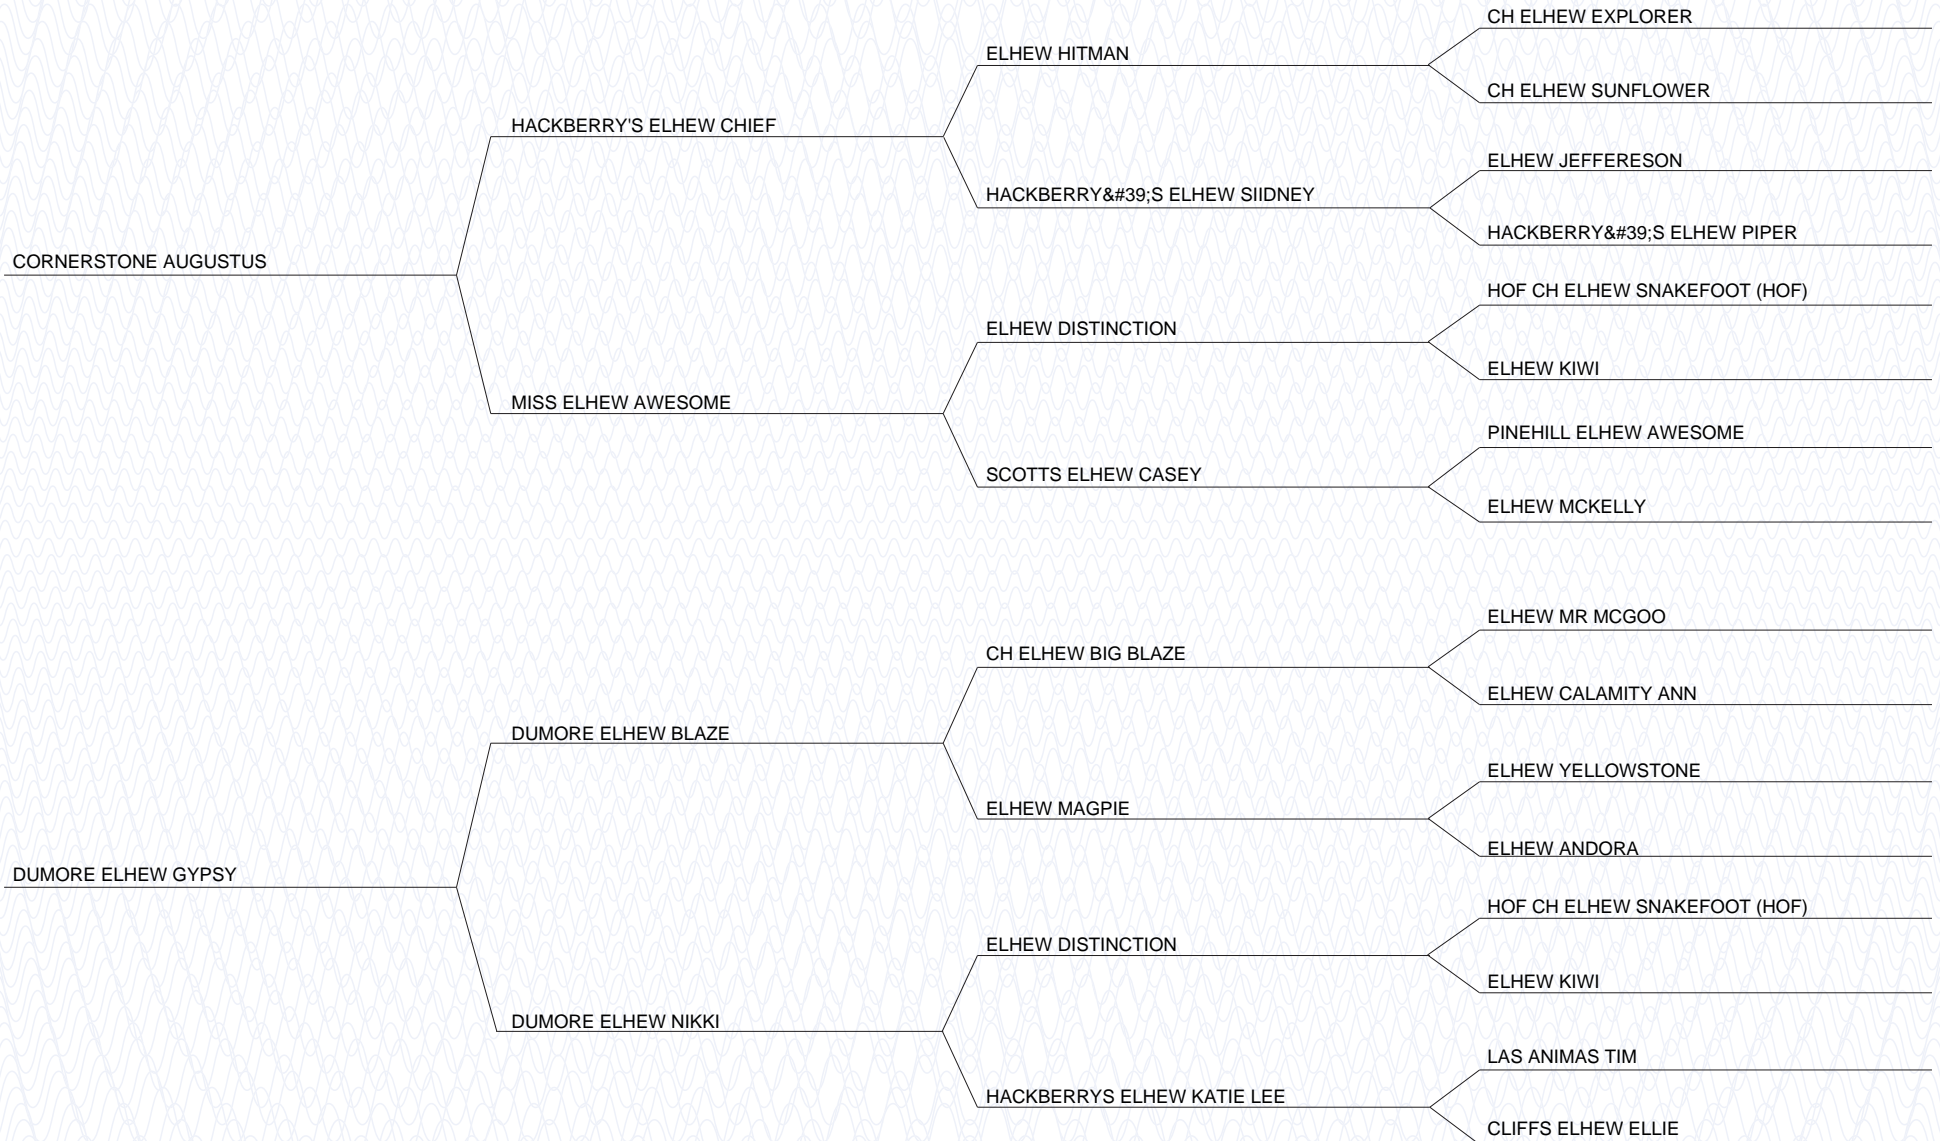 CH ELHEW EXPLORER
ELHEW HITMAN
CH ELHEW SUNFLOWER
HACKBERRY'S ELHEW CHIEF
ELHEW JEFFERESON
HACKBERRY&#39;S ELHEW SIIDNEY
HACKBERRY&#39;S ELHEW PIPER
CORNERSTONE AUGUSTUS
HOF CH ELHEW SNAKEFOOT (HOF)
ELHEW DISTINCTION
ELHEW KIWI
MISS ELHEW AWESOME
PINEHILL ELHEW AWESOME
SCOTTS ELHEW CASEY
ELHEW MCKELLY
ELHEW MR MCGOO
CH ELHEW BIG BLAZE
ELHEW CALAMITY ANN
DUMORE ELHEW BLAZE
ELHEW YELLOWSTONE
ELHEW MAGPIE
ELHEW ANDORA
DUMORE ELHEW GYPSY
HOF CH ELHEW SNAKEFOOT (HOF)
ELHEW DISTINCTION
ELHEW KIWI
DUMORE ELHEW NIKKI
LAS ANIMAS TIM
HACKBERRYS ELHEW KATIE LEE
CLIFFS ELHEW ELLIE